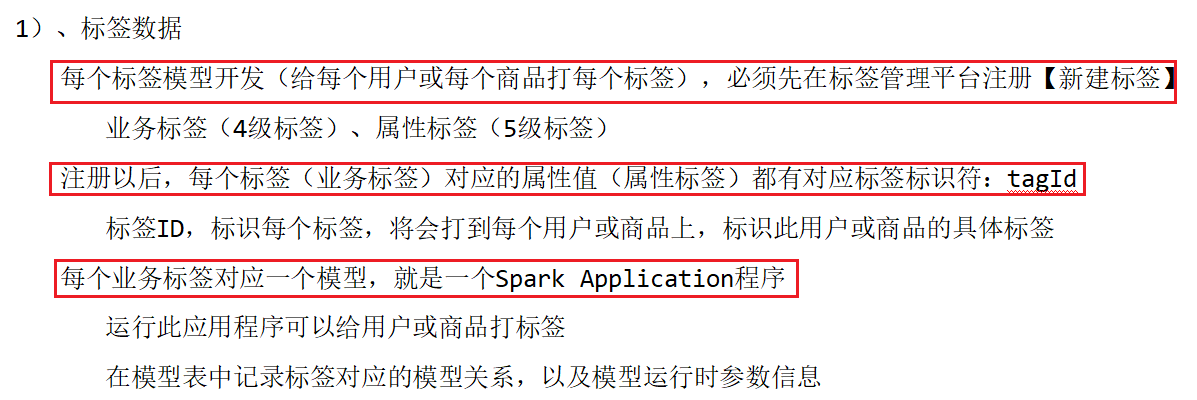 1）、标签数据
每个标签模型开发（给每个用户或每个商品打每个标签），必须先在标签管理平台注册【新建标签】
业务标签（4级标签）、属性标签（5级标签）
注册以后，每个标签（业务标签）对应的属性值（属性标签）都有对应标签标识符：tagId
标签ID，标识每个标签，将会打到每个用户或商品上，标识此用户或商品的具体标签
每个业务标签对应一个模型，就是一个Spark Application程序
运行此应用程序可以给用户或商品打标签
在模型表中记录标签对应的模型关系，以及模型运行时参数信息